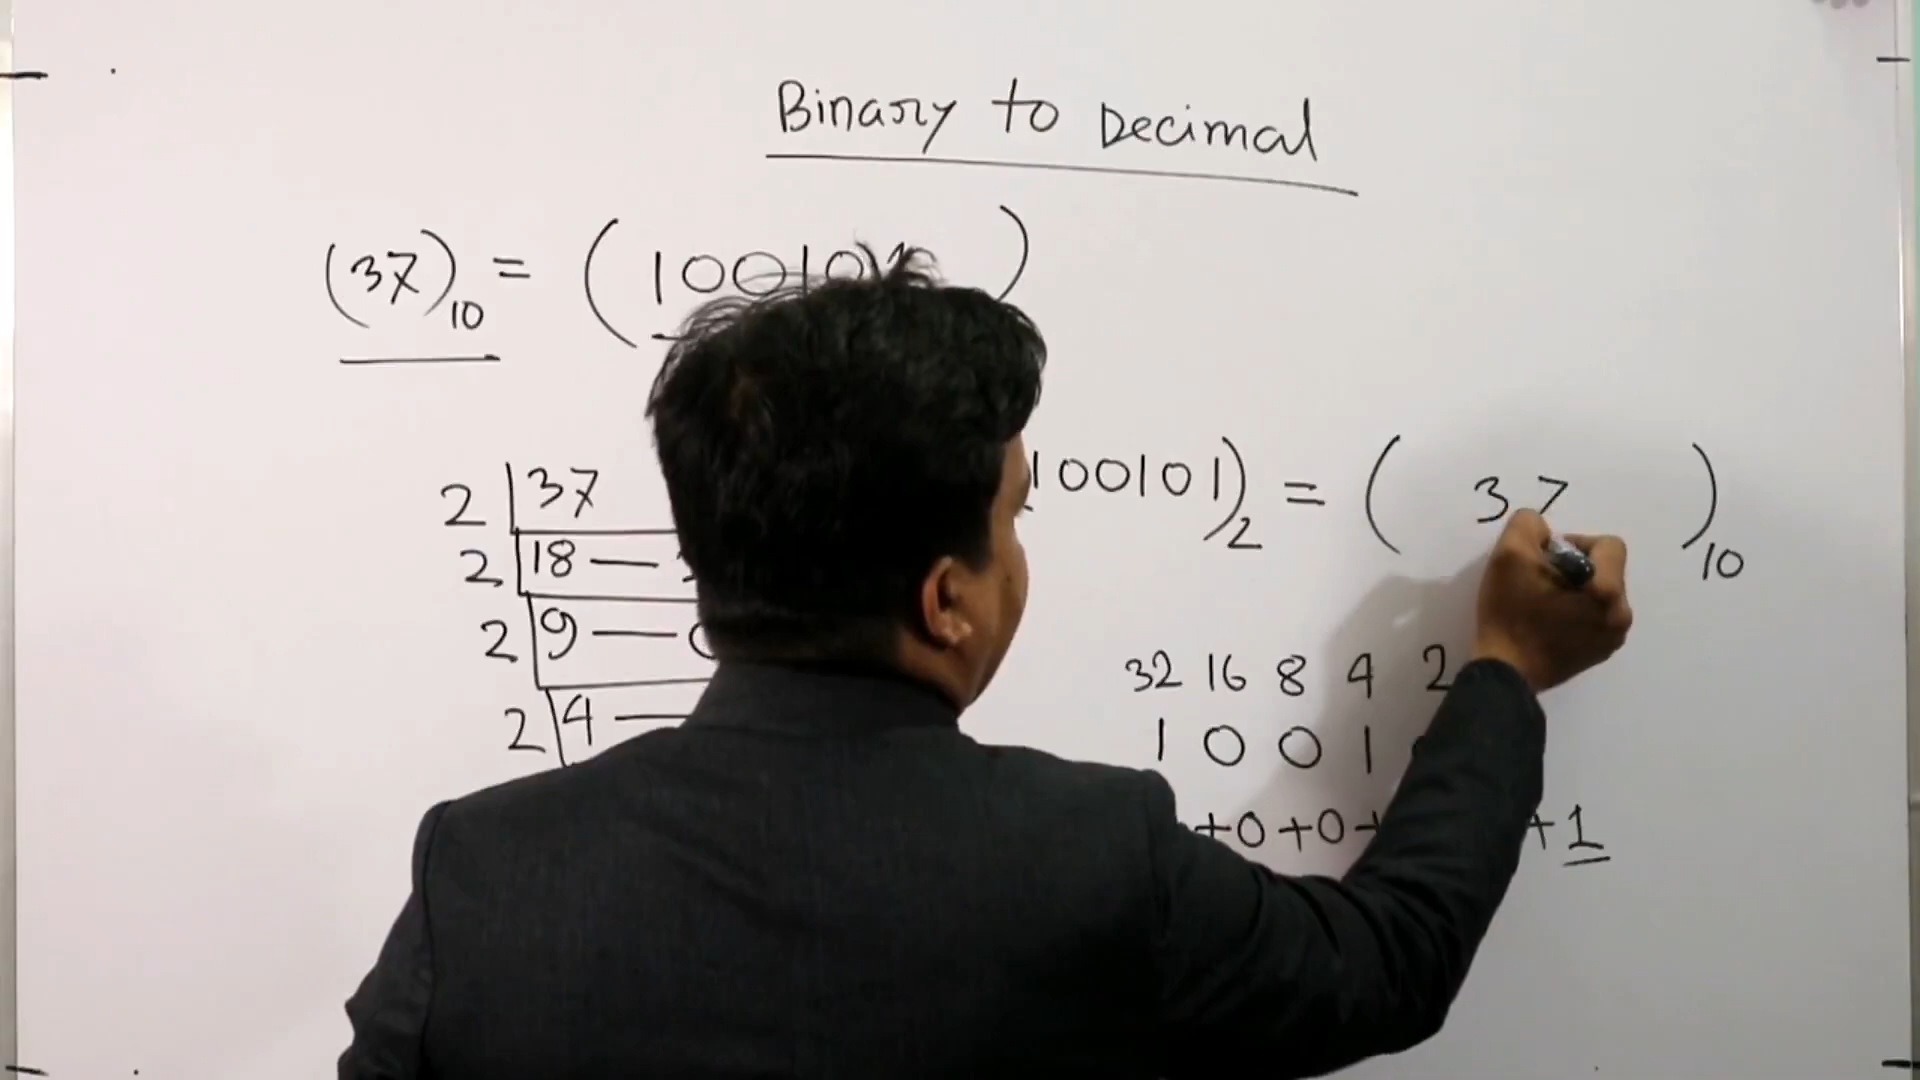 Binary to Decimal
(37)10 = (10010 )
100101)2 = ( 37 )10
2 37
2 18 —
2 9 — 0
2 4 —
32 16 8 4 2
1 0 0 1
+0+0+ +1